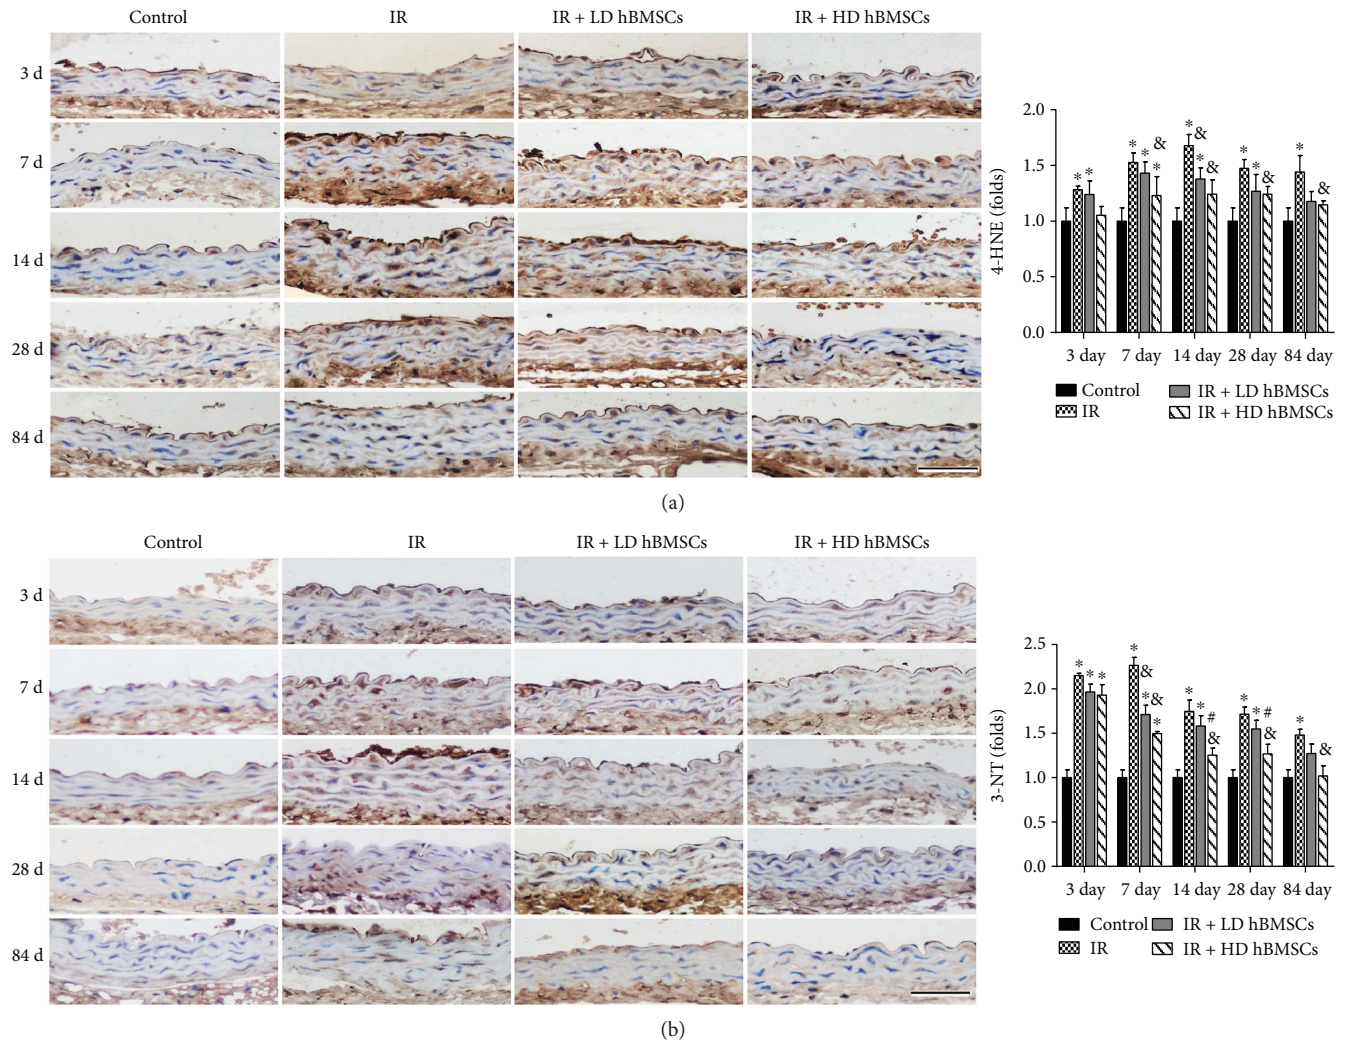 Control IR IR + LD hBMSCs IR + HD hBMSCs
3 d
7 d
14 d
28 d
84 d
4-HNE (folds)
2.0
1.5
1.0
0.5
0.0
* *
* * & *
* & * &
* * &
* &
3 day 7 day 14 day 28 day 84 day
Control IR + LD hBMSCs
IR IR + HD hBMSCs
(a)
Control IR IR + LD hBMSCs IR + HD hBMSCs
3 d
7 d
14 d
28 d
84 d
3-NT (folds)
2.5
2.0
1.5
1.0
0.5
0.0
* * *
* & * & *
* * # &
* * # &
* &
3 day 7 day 14 day 28 day 84 day
Control IR + LD hBMSCs
IR IR + HD hBMSCs
(b)